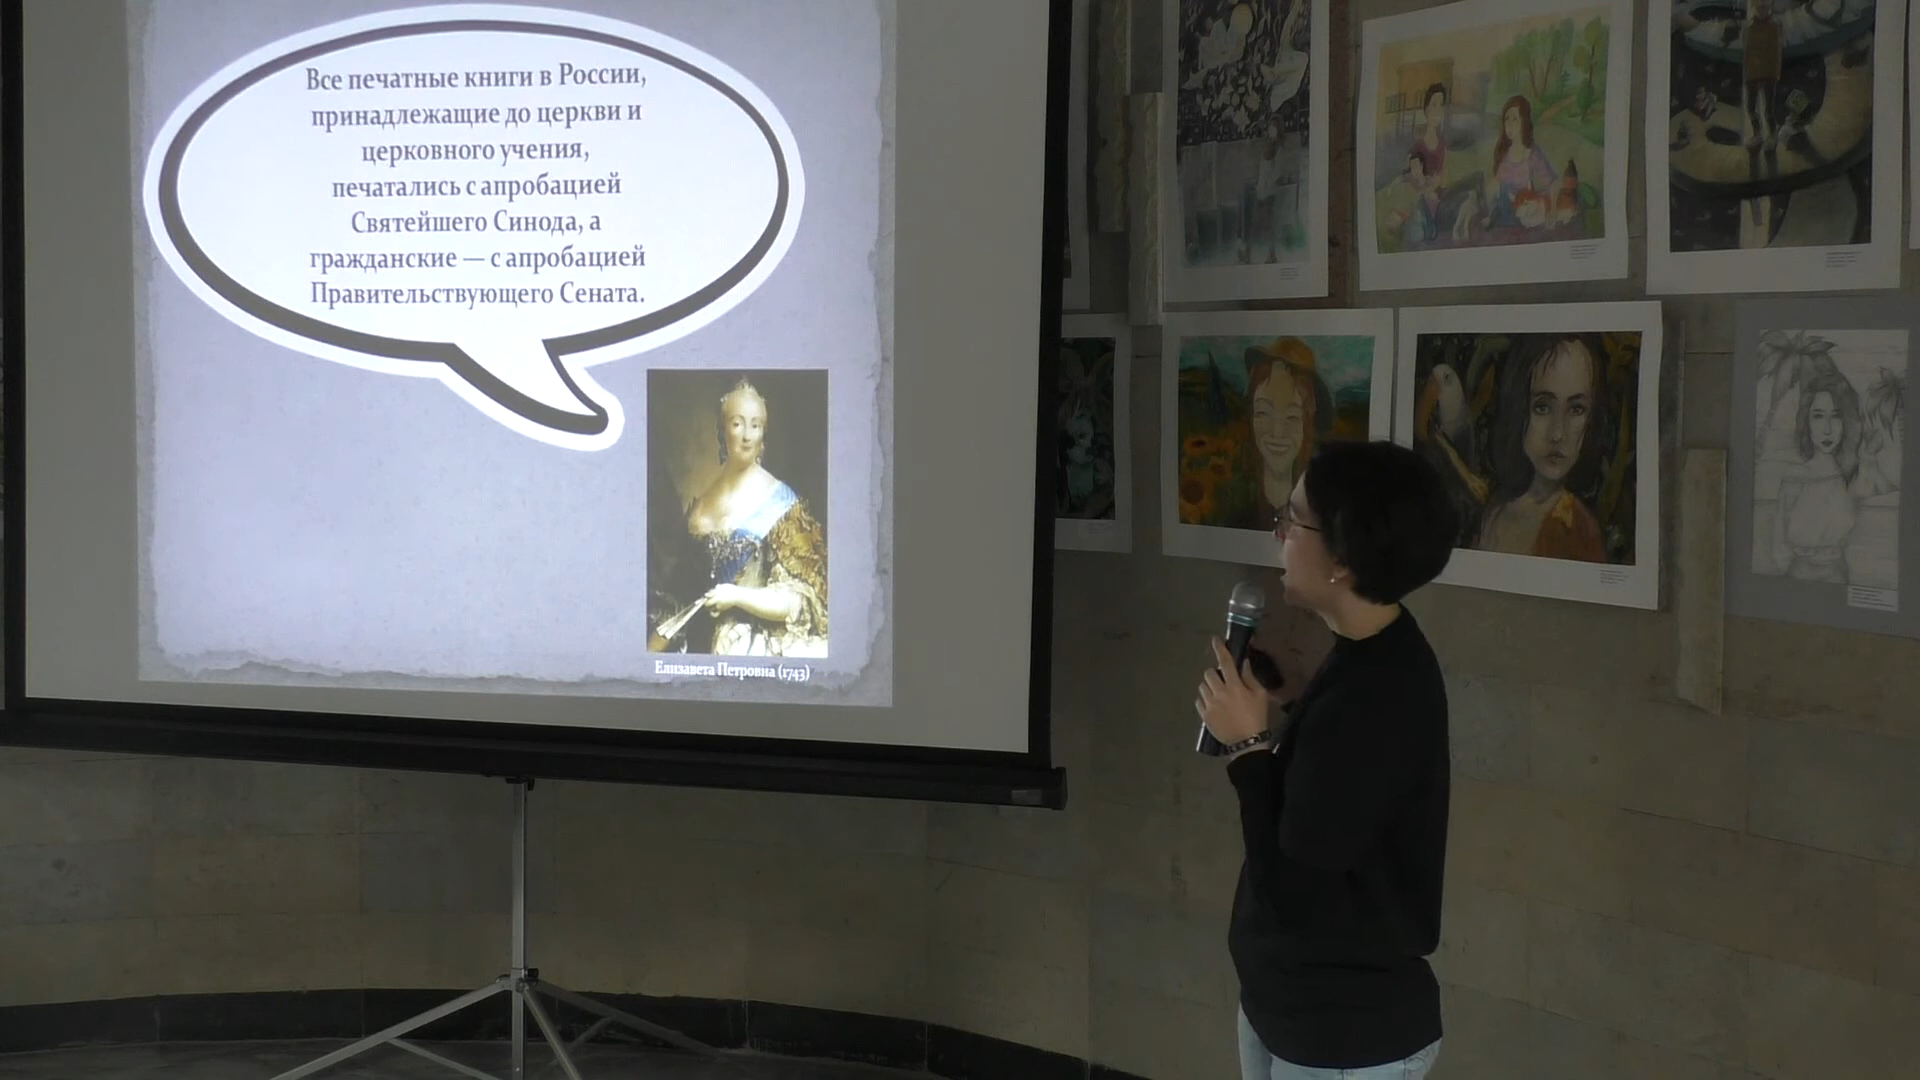 Все печатные книги в России,
принадлежащие до церкви и
церковного учения,
печатались с апробацией
Святейшего Синода, а
гражданские — с апробацией
Правительствующего Сената.
Елизавета Петровна (1743)